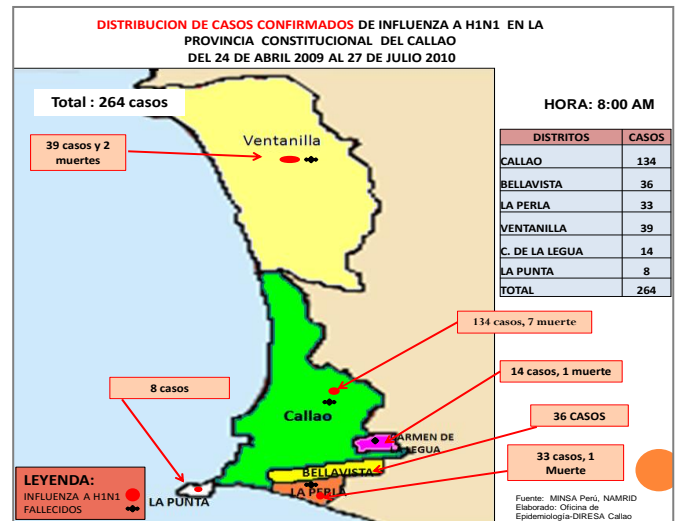 DISTRIBUCION DE CASOS CONFIRMADOS DE INFLUENZA A H1N1 EN LA
PROVINCIA CONSTITUCIONAL DEL CALLAO
DEL 24 DE ABRIL 2009 AL 27 DE JULIO 2010
Total : 264 casos
HORA: 8:00 AM
39 casos y 2
muertes
Ventanilla
DISTRITOS CASOS
CALLAO 134
BELLAVISTA 36
LA PERLA 33
VENTANILLA 39
C. DE LA LEGUA 14
LA PUNTA 8
TOTAL 264
134 casos, 7 muerte
14 casos, 1 muerte
8 casos
36 CASOS
Callao
CARMEN DE
LEGUA
33 casos, 1
Muerte
BELLAVISTA
LA PERLA
LA PUNTA
LEYENDA:
INFLUENZA A H1N1
FALLECIDOS
Fuente: MINSA Perú, NAMRID
Elaborado: Oficina de
Epidemiología-DIRESA Callao